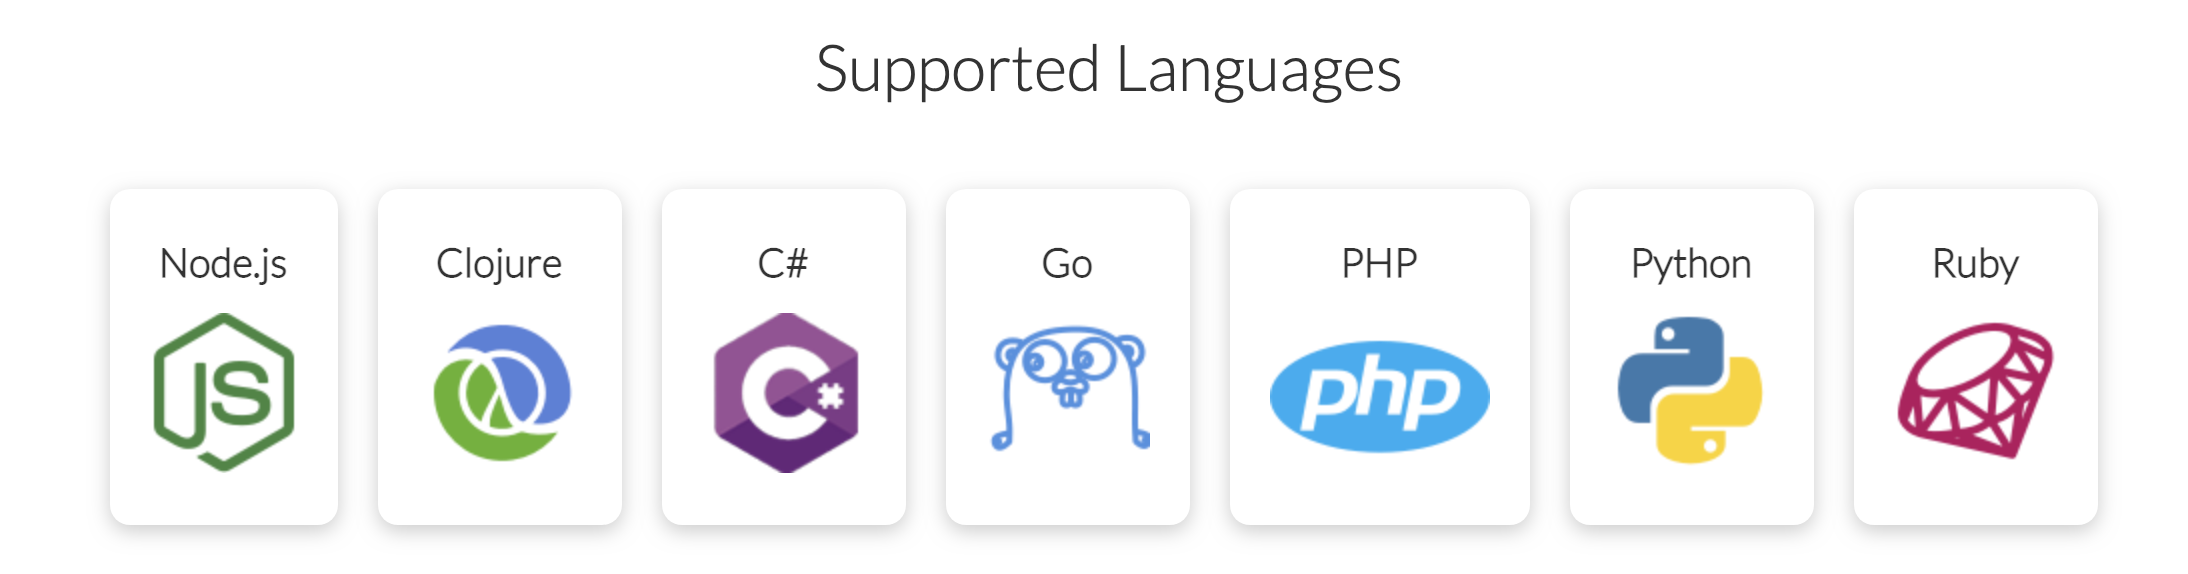 Supported Languages
Node.js Clojure C# Go PHP Python Ruby
JS C# php